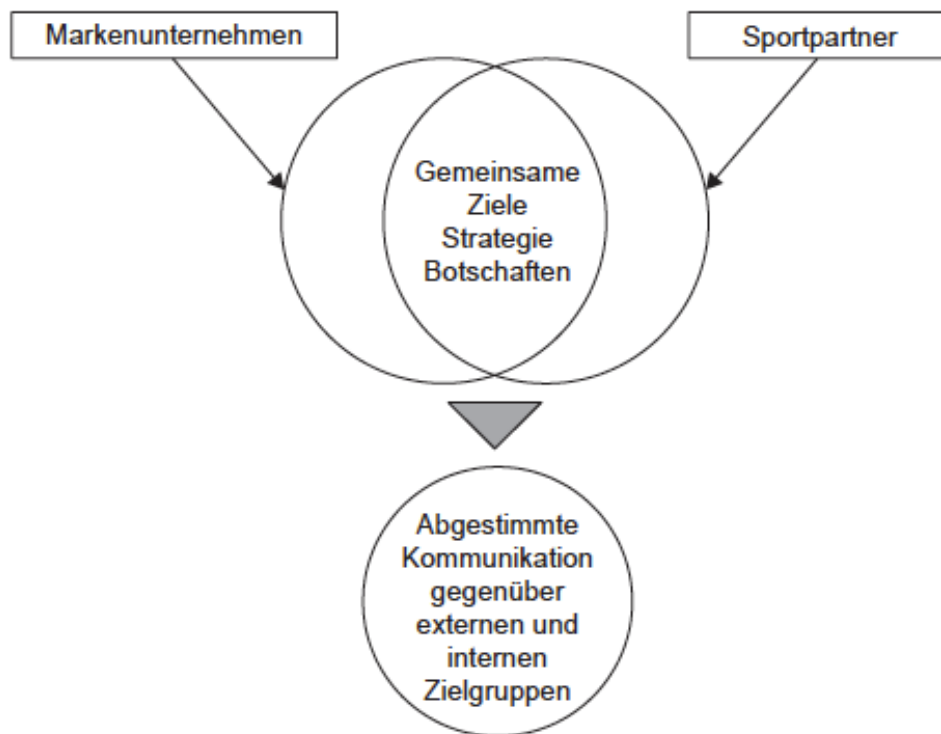 Markenunternehmen
Sportpartner
Gemeinsame
Ziele
Strategie
Botschaften
Abgestimmte
Kommunikation
gegenüber
externen und
internen
Zielgruppen